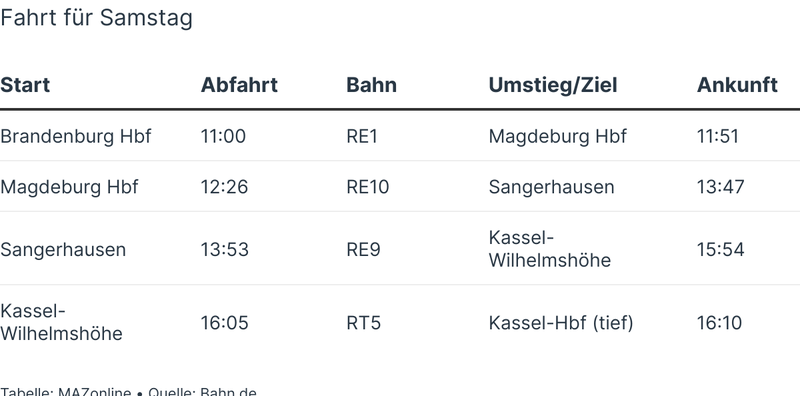 Fahrt für Samstag
Start Abfahrt Bahn Umstieg/Ziel Ankunft
Brandenburg Hbf 11:00 RE1 Magdeburg Hbf 11:51
Magdeburg Hbf 12:26 RE10 Sangerhausen 13:47
Sangerhausen 13:53 RE9 Kassel-
Wilhelmshöhe 15:54
Kassel-
Wilhelmshöhe 16:05 RT5 Kassel-Hbf (tief) 16:10
Tabelle: MAZonline • Quelle: Bahn.de